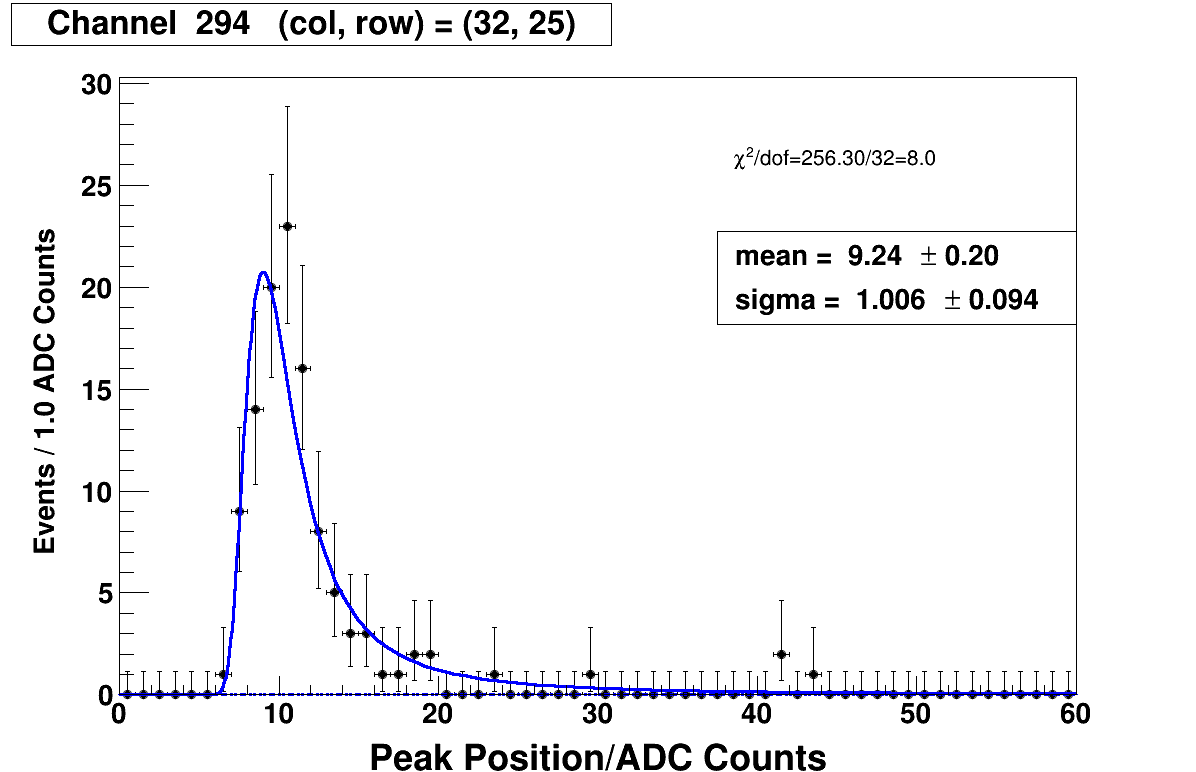 Channel 294 (col, row) = (32, 25)
30
25
20
15
10
5
0
Events / 1.0 ADC Counts
χ²/dof=256.30/32=8.0
mean = 9.24 ± 0.20
sigma = 1.006 ± 0.094
0 10 20 30 40 50 60
Peak Position/ADC Counts